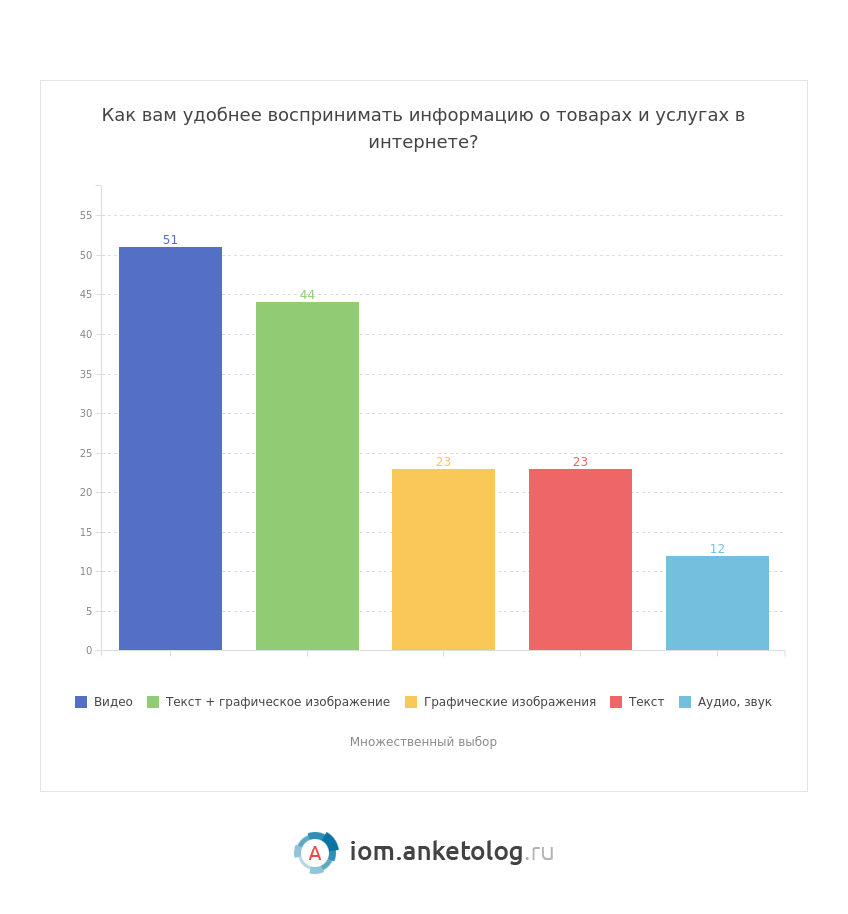 Как вам удобнее воспринимать информацию о товарах и услугах в
интернете?
55
51
50
45
44
40
35
30
25
23
23
20
15
12
10
5
0
Видео
Текст + графическое изображение
Графические изображения
Текст
Аудио, звук
Множественный выбор
A
iom.anketolog.ru